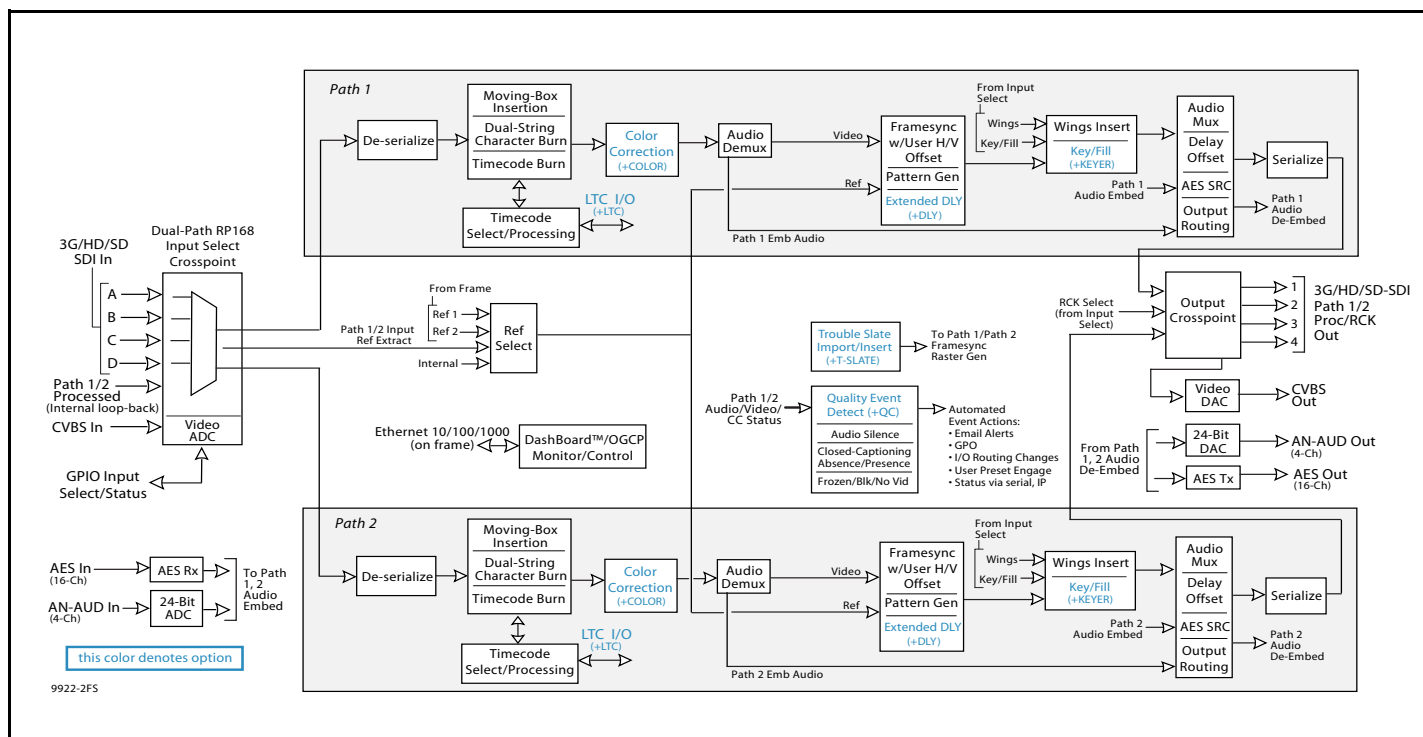 Path 1
De-serialize
Moving-Box
Insertion
Dual-String
Character Burn
Timecode Burn
Timecode
Select/Processing
LTC I/O
(+LTC)
Color
Correction
(+COLOR)
Audio
Demux
Video
Ref
Path 1 Emb Audio
Framesync
w/User H/V
Offset
Pattern Gen
Extended DLY
(+DLY)
From Input
Select
Wings
Key/Fill
Wings Insert
Key/Fill
(+KEYER)
Path 1
Audio Embed
Audio
Mux
Delay
Offset
AES SRC
Output
Routing
Serialize
Path 1
Audio
De-Embed
Dual-Path RP168
Input Select
Crosspoint
3G/HD/SD
SDI In
A
B
C
D
Path 1/2
Processed
(Internal loop-back)
CVBS In
Video
ADC
GPIO Input
Select/Status
From Frame
Ref 1
Ref 2
Path 1/2 Input
Ref Extract
Internal
Ref
Select
Ethernet 10/100/1000
(on frame)
DashBoard™/OGCP
Monitor/Control
Trouble Slate
Import/Insert
(+T-SLATE)
To Path 1/Path 2
Framesync
Raster Gen
Path 1/2
Audio/Video/
CC Status
Quality Event
Detect (+QC)
Audio Silence
Closed-Captioning
Absence/Presence
Frozen/Blk/No Vid
Automated
Event Actions:
• Email Alerts
• GPO
• I/O Routing Changes
• User Preset Engage
• Status via serial, IP
RCK Select
(from Input
Select)
Output
Crosspoint
1
2
3
4
3G/HD/SD-SDI
Path 1/2
Proc/RCK
Out
Video
DAC
CVBS
Out
From Path
1, 2 Audio
De-Embed
24-Bit
DAC
AN-AUD Out
(4-Ch)
AES Tx
AES Out
(16-Ch)
AES In
(16-Ch)
AES Rx
AN-AUD In
(4-Ch)
24-Bit
ADC
To Path
1, 2
Audio
Embed
this color denotes option
9922-2FS
Path 2
De-serialize
Moving-Box
Insertion
Dual-String
Character Burn
Timecode Burn
Timecode
Select/Processing
LTC I/O
(+LTC)
Color
Correction
(+COLOR)
Audio
Demux
Video
Ref
Path 2 Emb Audio
Framesync
w/User H/V
Offset
Pattern Gen
Extended DLY
(+DLY)
From Input
Select
Wings
Key/Fill
Wings Insert
Key/Fill
(+KEYER)
Path 2
Audio Embed
Audio
Mux
Delay
Offset
AES SRC
Output
Routing
Serialize
Path 2
Audio
De-Embed